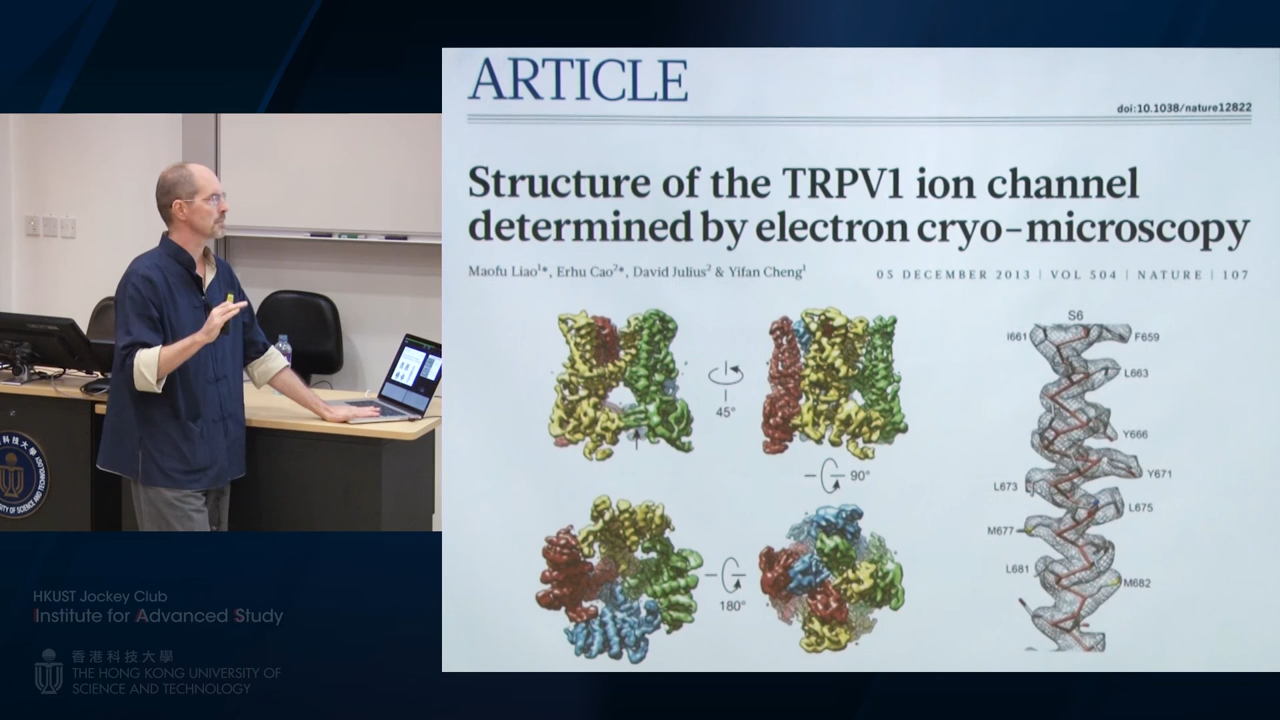 ARTICLE
doi:10.1038/nature12822
Structure of the TRPV1 ion channel
determined by electron cryo-microscopy
Maofu Liao¹*, Erhu Cao²*, David Julius² & Yifan Cheng¹
05 DECEMBER 2013 | VOL 504 | NATURE | 107
45°
90°
180°
S6
I661
F659
L663
Y666
Y671
L673
L675
M677
L681
M682
HKUST Jockey Club
Institute for Advanced Study
香港科技大學
THE HONG KONG UNIVERSITY OF
SCIENCE AND TECHNOLOGY